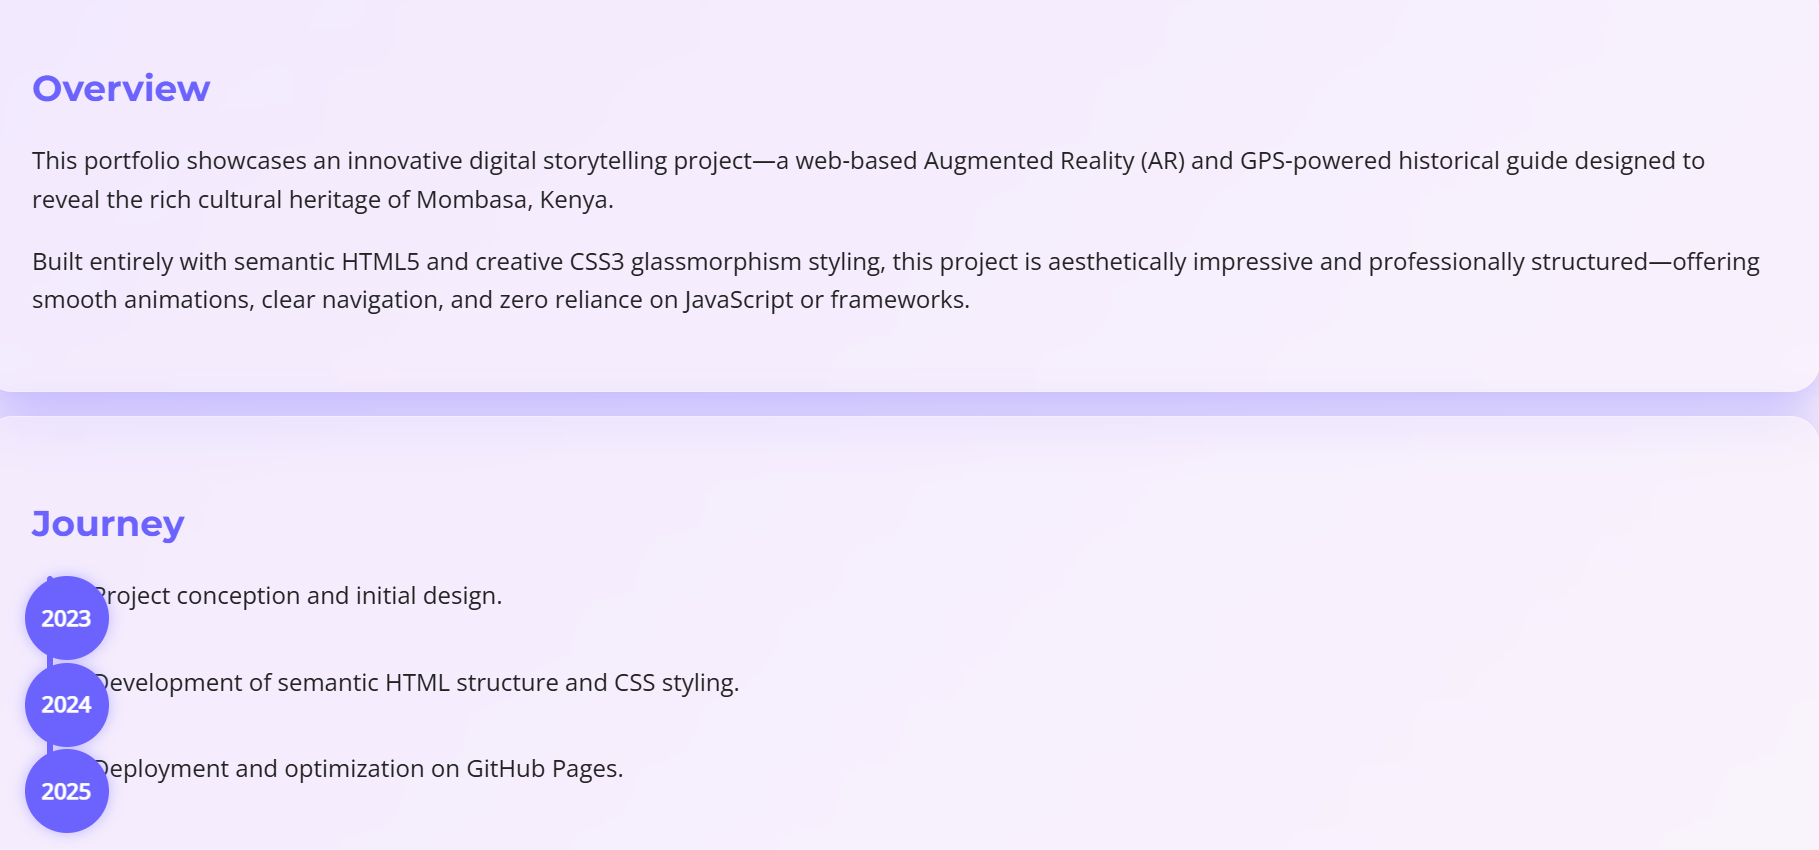 Overview
This portfolio showcases an innovative digital storytelling project—a web-based Augmented Reality (AR) and GPS-powered historical guide designed to
reveal the rich cultural heritage of Mombasa, Kenya.
Built entirely with semantic HTML5 and creative CSS3 glassmorphism styling, this project is aesthetically impressive and professionally structured—offering
smooth animations, clear navigation, and zero reliance on JavaScript or frameworks.
Journey
Project conception and initial design.
2023
Development of semantic HTML structure and CSS styling.
2024
Deployment and optimization on GitHub Pages.
2025